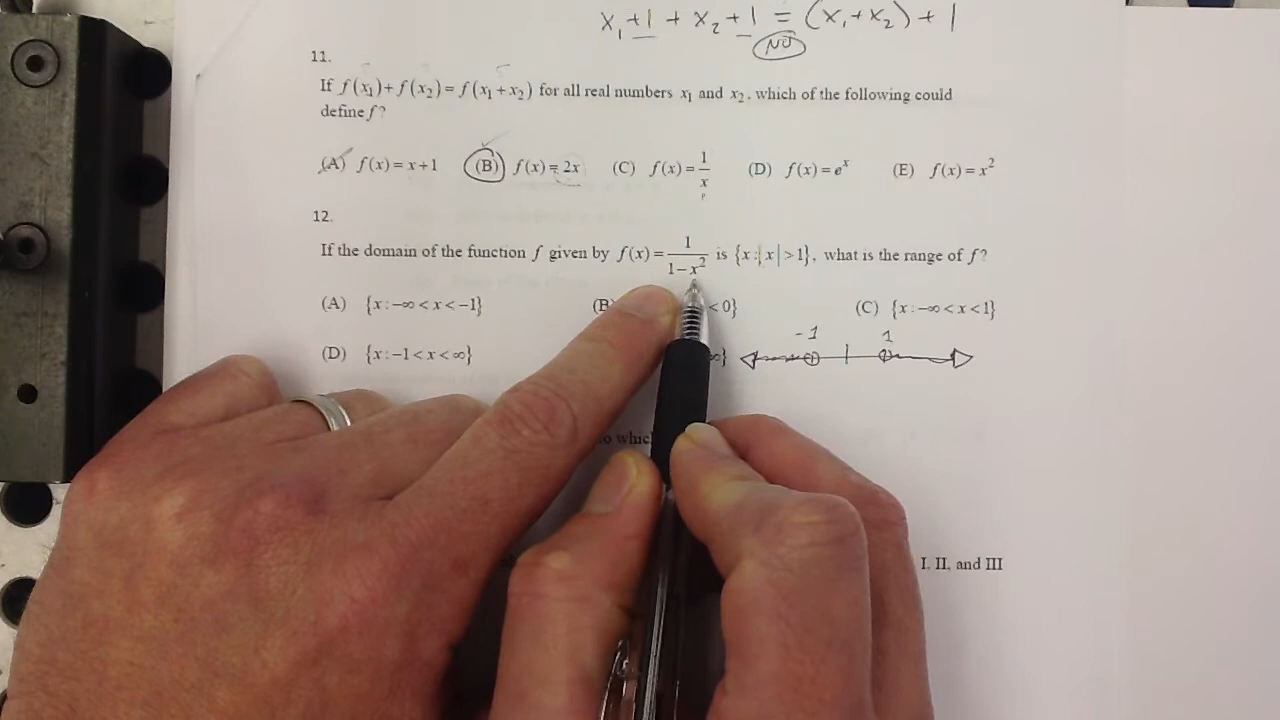 x₁ + 1 + x₂ + 1 = (x₁ + x₂) + 1
NO
11.
If f(x₁) + f(x₂) = f(x₁ + x₂) for all real numbers x₁ and x₂, which of the following could
define f?
(A) f(x) = x + 1 (B) f(x) = 2x (C) f(x) = 1/x (D) f(x) = eˣ (E) f(x) = x²
12.
If the domain of the function f given by f(x) = 1/(1 − x²) is {x : |x| > 1}, what is the range of f?
(A) {x : −∞ < x < −1} (B) < 0} (C) {x : −∞ < x < 1}
-1 1
(D) {x : −1 < x < ∞} ∞}
I, II, and III